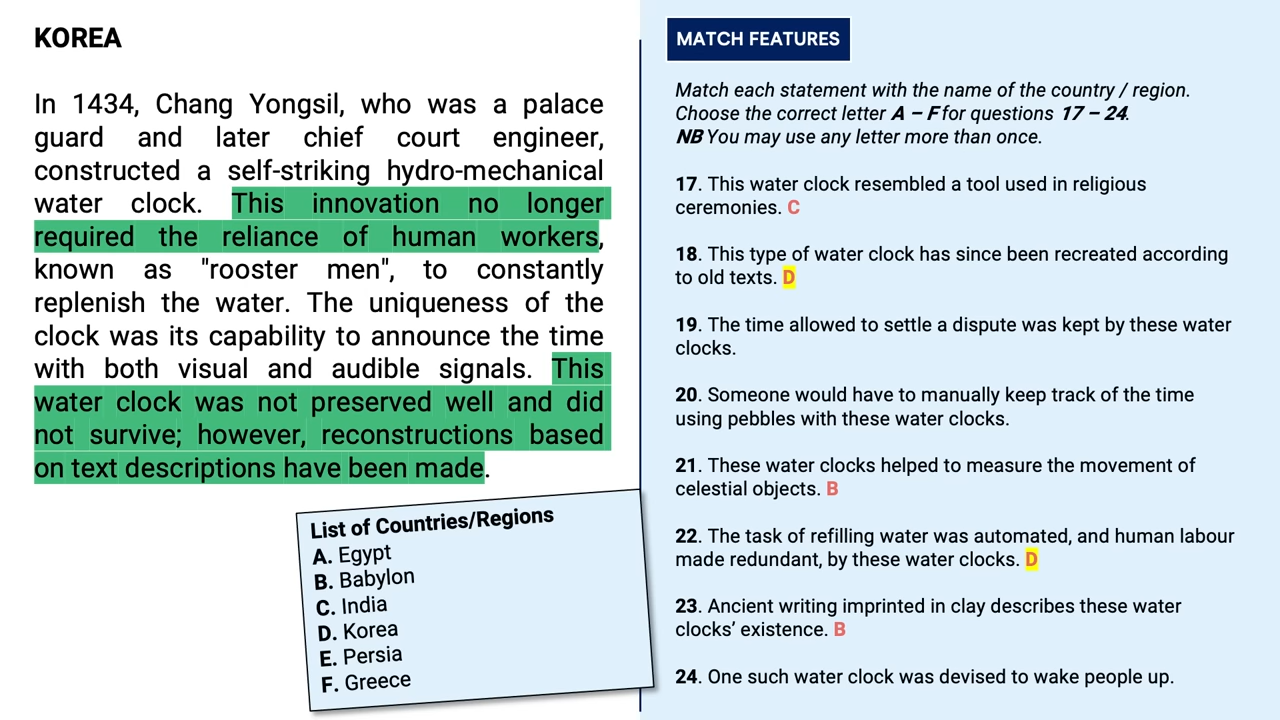 KOREA
In 1434, Chang Yongsil, who was a palace
guard and later chief court engineer,
constructed a self-striking hydro-mechanical
water clock. This innovation no longer
required the reliance of human workers,
known as "rooster men", to constantly
replenish the water. The uniqueness of the
clock was its capability to announce the time
with both visual and audible signals. This
water clock was not preserved well and did
not survive; however, reconstructions based
on text descriptions have been made.
List of Countries/Regions
A. Egypt
B. Babylon
C. India
D. Korea
E. Persia
F. Greece
MATCH FEATURES
Match each statement with the name of the country / region.
Choose the correct letter A – F for questions 17 – 24.
NB You may use any letter more than once.
17. This water clock resembled a tool used in religious
ceremonies. C
18. This type of water clock has since been recreated according
to old texts. D
19. The time allowed to settle a dispute was kept by these water
clocks.
20. Someone would have to manually keep track of the time
using pebbles with these water clocks.
21. These water clocks helped to measure the movement of
celestial objects. B
22. The task of refilling water was automated, and human labour
made redundant, by these water clocks. D
23. Ancient writing imprinted in clay describes these water
clocks’ existence. B
24. One such water clock was devised to wake people up.